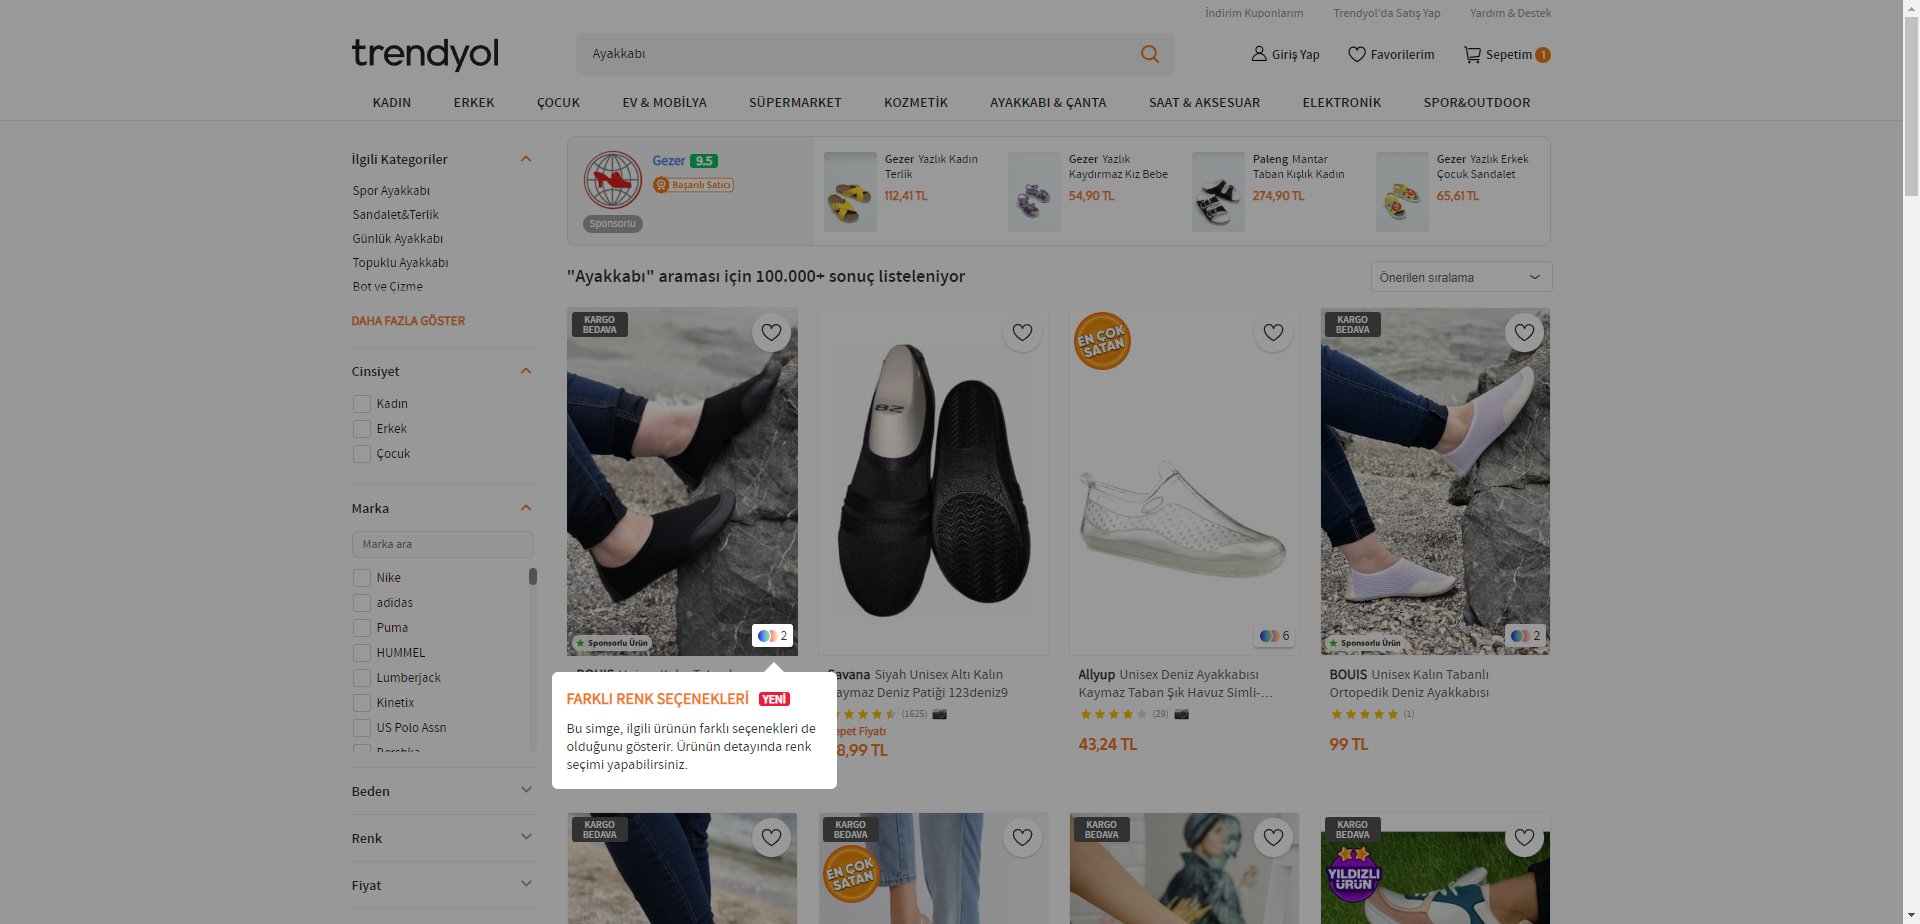 İndirim Kuponlarım
Trendyol'da Satış Yap
Yardım & Destek
trendyol
Ayakkabı
Giriş Yap
Favorilerim
Sepetim 1
KADIN
ERKEK
ÇOCUK
EV & MOBİLYA
SÜPERMARKET
KOZMETİK
AYAKKABI & ÇANTA
SAAT & AKSESUAR
ELEKTRONİK
SPOR&OUTDOOR
İlgili Kategoriler
Spor Ayakkabı
Sandalet&Terlik
Günlük Ayakkabı
Topuklu Ayakkabı
Bot ve Çizme
DAHA FAZLA GÖSTER
Cinsiyet
Kadın
Erkek
Çocuk
Marka
Marka ara
Nike
adidas
Puma
HUMMEL
Lumberjack
Kinetix
US Polo Assn
Bershka
Beden
Renk
Fiyat
Gezer 9.5
Başarılı Satıcı
Sponsorlu
Gezer Yazlık Kadın
Terlik
112,41 TL
Gezer Yazlık
Kaydırmaz Kız Bebe
54,90 TL
Paleng Mantar
Taban Kışlık Kadın
274,90 TL
Gezer Yazlık Erkek
Çocuk Sandalet
65,61 TL
"Ayakkabı" araması için 100.000+ sonuç listeleniyor
Önerilen sıralama
KARGO
BEDAVA
Sponsorlu Ürün
2
FARKLI RENK SEÇENEKLERİ YENİ
Bu simge, ilgili ürünün farklı seçenekleri de
olduğunu gösterir. Ürünün detayında renk
seçimi yapabilirsiniz.
BZ
Savana Siyah Unisex Altı Kalın
Kaymaz Deniz Patiği 123deniz9
(1625)
Sepet Fiyatı
8,99 TL
EN ÇOK
SATAN
6
Allyup Unisex Deniz Ayakkabısı
Kaymaz Taban Şık Havuz Simli-...
(29)
43,24 TL
KARGO
BEDAVA
Sponsorlu Ürün
2
BOUIS Unisex Kalın Tabanlı
Ortopedik Deniz Ayakkabısı
(1)
99 TL
KARGO
BEDAVA
KARGO
BEDAVA
EN ÇOK
SATAN
KARGO
BEDAVA
KARGO
BEDAVA
YILDIZLI
ÜRÜN